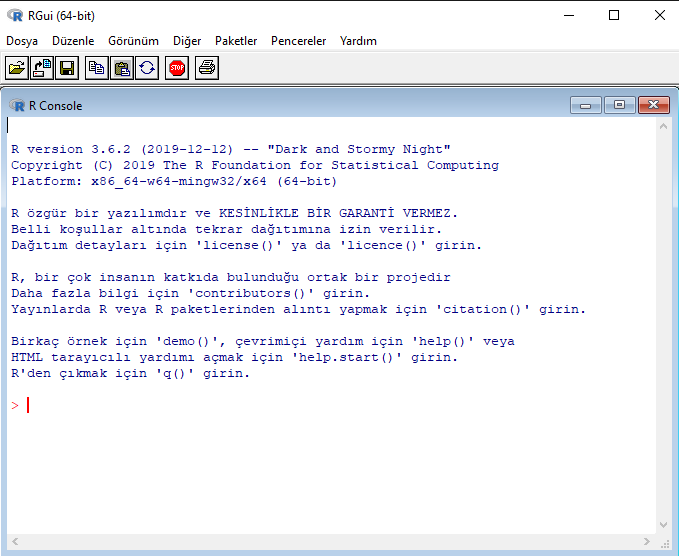 RGui (64-bit)
Dosya Düzenle Görünüm Diğer Paketler Pencereler Yardım
STOP
R Console
R version 3.6.2 (2019-12-12) -- "Dark and Stormy Night"
Copyright (C) 2019 The R Foundation for Statistical Computing
Platform: x86_64-w64-mingw32/x64 (64-bit)
R özgür bir yazılımdır ve KESİNLİKLE BİR GARANTİ VERMEZ.
Belli koşullar altında tekrar dağıtımına izin verilir.
Dağıtım detayları için 'license()' ya da 'licence()' girin.
R, bir çok insanın katkıda bulunduğu ortak bir projedir
Daha fazla bilgi için 'contributors()' girin.
Yayınlarda R veya R paketlerinden alıntı yapmak için 'citation()' girin.
Birkaç örnek için 'demo()', çevrimiçi yardım için 'help()' veya
HTML tarayıcılı yardımı açmak için 'help.start()' girin.
R'den çıkmak için 'q()' girin.
>